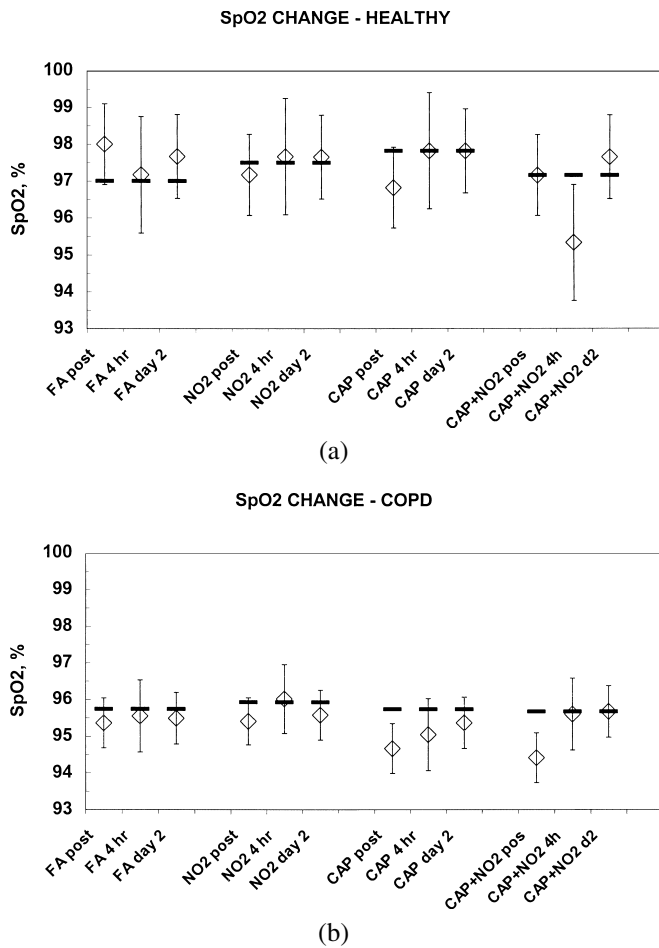 SpO2 CHANGE - HEALTHY
100
99
98
97
96
95
94
93
SpO2, %
FA post
FA 4 hr
FA day 2
NO2 post
NO2 4 hr
NO2 day 2
CAP post
CAP 4 hr
CAP day 2
CAP+NO2 pos
CAP+NO2 4h
CAP+NO2 d2
(a)
SpO2 CHANGE - COPD
100
99
98
97
96
95
94
93
SpO2, %
FA post
FA 4 hr
FA day 2
NO2 post
NO2 4 hr
NO2 day 2
CAP post
CAP 4 hr
CAP day 2
CAP+NO2 pos
CAP+NO2 4h
CAP+NO2 d2
(b)